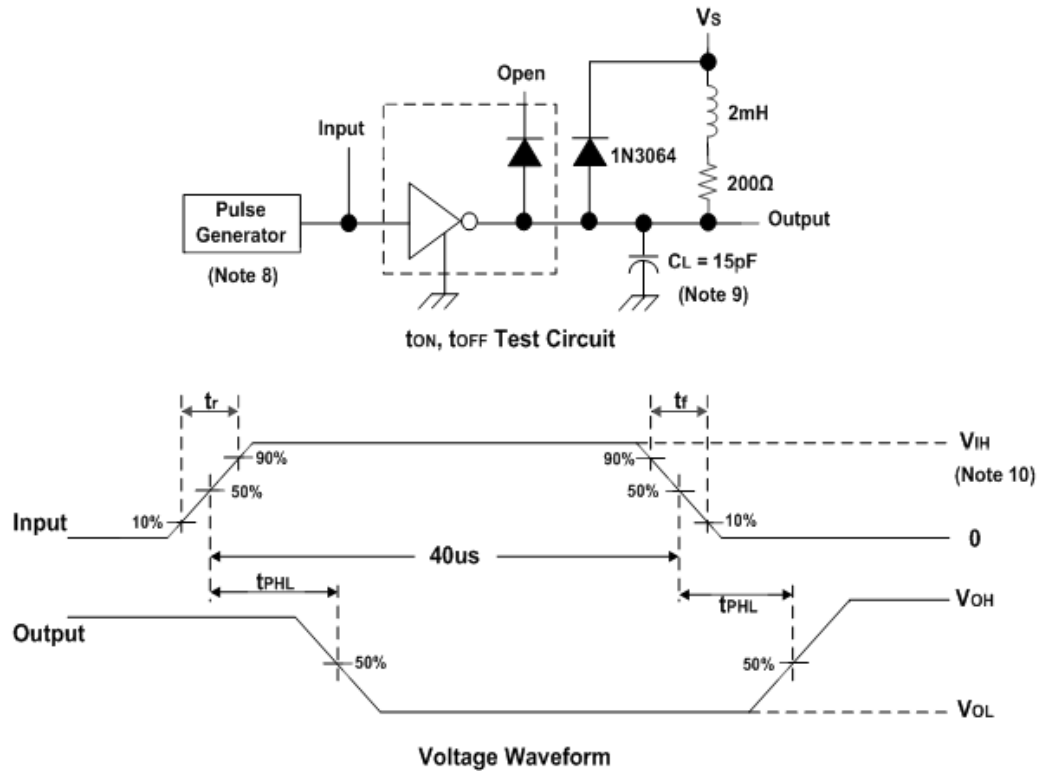 Vs
Open
Input
2mH
1N3064
200Ω
Pulse
Generator
Output
(Note 8)
CL = 15pF
(Note 9)
tON, tOFF Test Circuit
tr
tf
90%
90%
VIH
50%
50%
(Note 10)
Input
10%
10%
0
40us
tPHL
tPHL
VOH
Output
50%
50%
VOL
Voltage Waveform